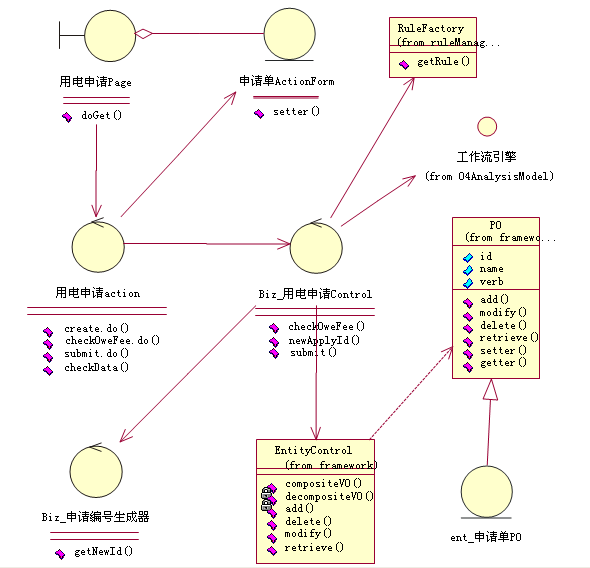 用电申请Page
doGet()
申请单ActionForm
setter()
RuleFactory
(from ruleManag...
getRule()
工作流引擎
(from 04AnalysisModel)
用电申请action
create.do()
checkOweFee.do()
submit.do()
checkData()
Biz_用电申请Control
checkOweFee()
newApplyId()
submit()
PO
(from framewo...
id
name
verb
add()
modify()
delete()
retrieve()
setter()
getter()
Biz_申请编号生成器
getNewId()
EntityControl
(from framework)
compositeVO()
decompositeVO()
add()
delete()
modify()
retrieve()
ent_申请单PO